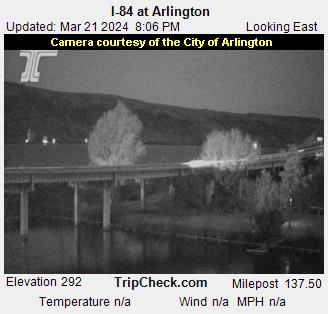 I-84 at Arlington
Updated: Mar 21 2024 8:06 PM Looking East
Camera courtesy of the City of Arlington
Elevation 292 TripCheck.com Milepost 137.50
Temperature n/a Wind n/a MPH n/a